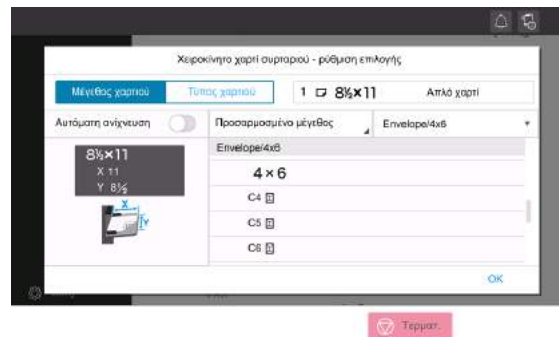 Χειροκίνητο χαρτί συρταριού - ρύθμιση επιλογής
Μέγεθος χαρτιού Τύπος χαρτιού 1 8½×11 Απλό χαρτί
Αυτόματη ανίχνευση Προσαρμοσμένο μέγεθος Envelope/4x6
8½×11
X 11
Y 8½
X
Y
Envelope/4x6
4×6
C4
C5
C6
OK
Τερματ.